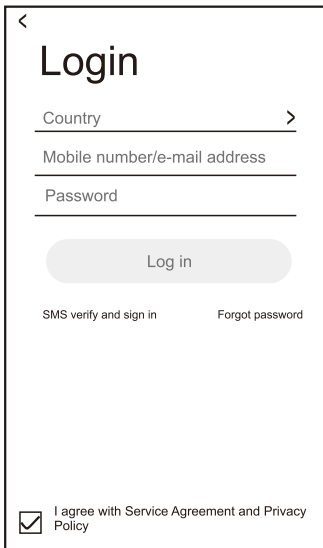 Login
Country
Mobile number/e-mail address
Password
Log in
SMS verify and sign in
Forgot password
I agree with Service Agreement and Privacy
Policy